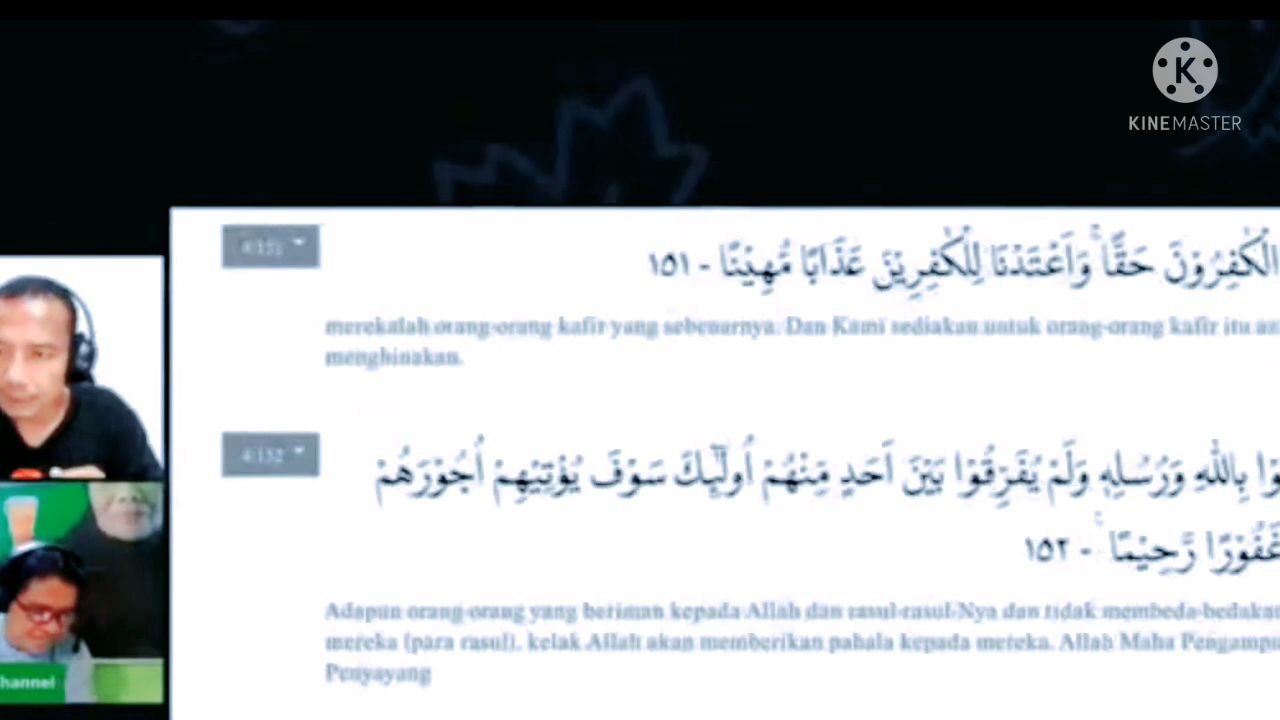 KINEMASTER
4:151
الْكٰفِرُوْنَ حَقًّا ۚوَاَعْتَدْنَا لِلْكٰفِرِيْنَ عَذَابًا مُّهِيْنًا - ١٥١
merekalah orang-orang kafir yang sebenarnya. Dan Kami sediakan untuk orang-orang kafir itu
menghinakan.
4:152
بِاللّٰهِ وَرُسُلِهٖ وَلَمْ يُفَرِّقُوْا بَيْنَ اَحَدٍ مِّنْهُمْ اُولٰۤىِٕكَ سَوْفَ يُؤْتِيْهِمْ اُجُوْرَهُمْ
غَفُوْرًا رَّحِيْمًا ۚ - ١٥٢
Adapun orang-orang yang beriman kepada Allah dan rasul-rasul-Nya dan tidak membeda-bedakan
mereka (para rasul), kelak Allah akan memberikan pahala kepada mereka. Allah Maha Pengampun
Penyayang
hannel